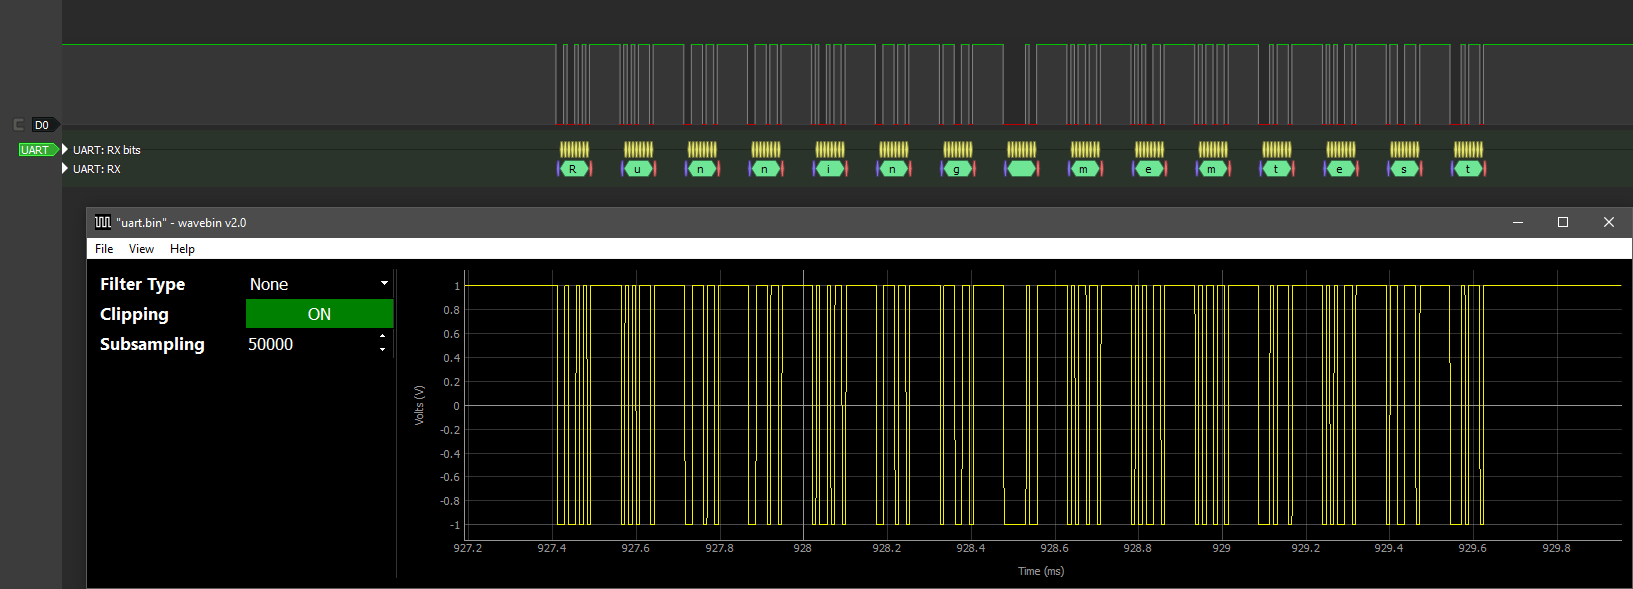 D0
UART
UART: RX bits
UART: RX
R u n n i n g m e m t e s t
"uart.bin" - wavebin v2.0
File View Help
Filter Type None
Clipping ON
Subsampling 50000
1
0.8
0.6
0.4
0.2
0
-0.2
-0.4
-0.6
-0.8
-1
Volts (V)
927.2 927.4 927.6 927.8 928 928.2 928.4 928.6 928.8 929 929.2 929.4 929.6 929.8
Time (ms)